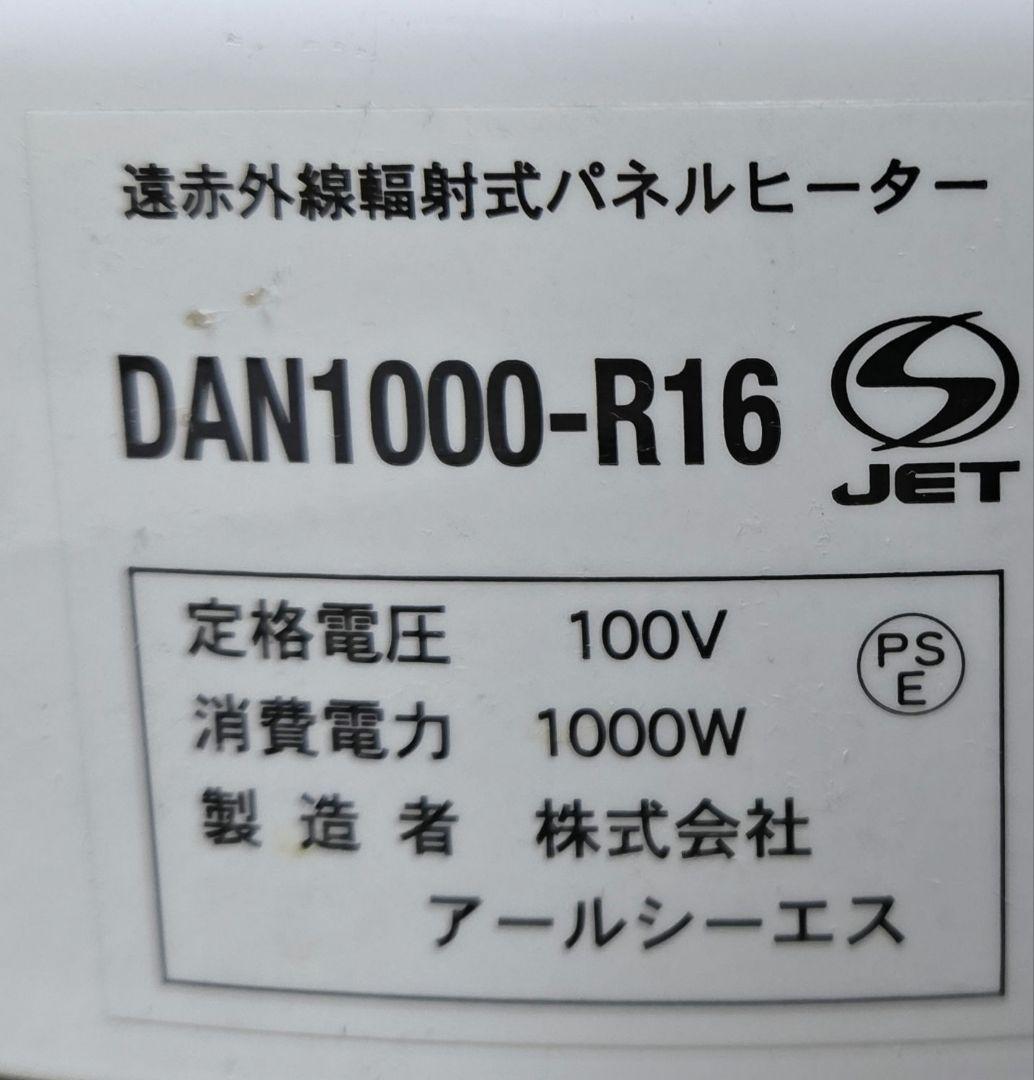 遠赤外線輻射式パネルヒーター
DAN1000-R16
JET
定格電圧 100V
PS
E
消費電力 1000W
製造者 株式会社
アールシーエス